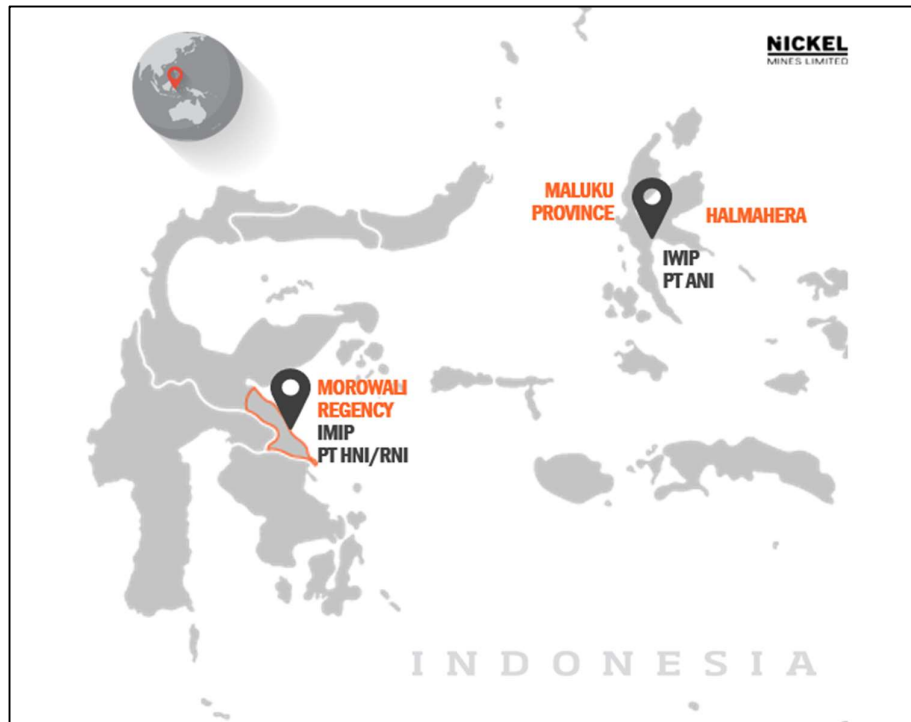 NICKEL
MINES LIMITED
MALUKU
PROVINCE
HALMAHERA
IWIP
PT ANI
MOROWALI
REGENCY
IMIP
PT HNI/RNI
INDONESIA